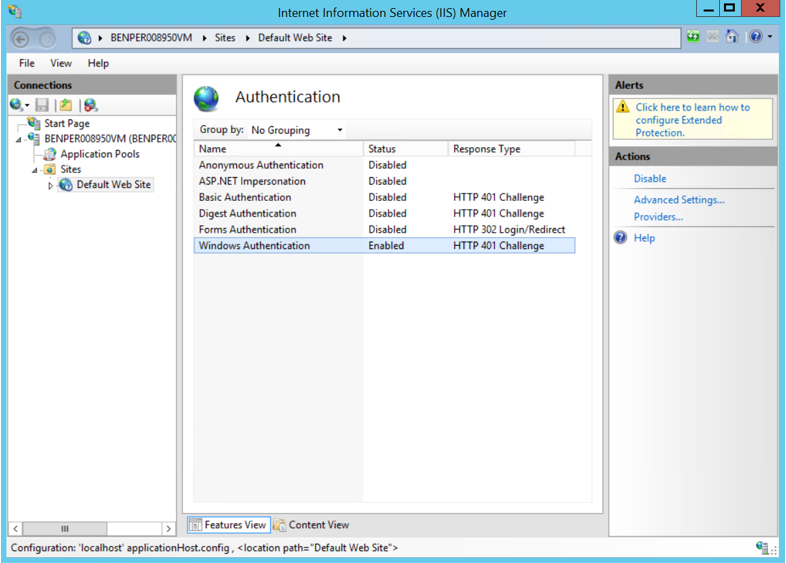 Internet Information Services (IIS) Manager
BENPER008950VM
Sites
Default Web Site
File View Help
Connections
Start Page
BENPER008950VM (BENPER00
Application Pools
Sites
Default Web Site
Authentication
Group by: No Grouping
Name Status Response Type
Anonymous Authentication Disabled
ASP.NET Impersonation Disabled
Basic Authentication Disabled HTTP 401 Challenge
Digest Authentication Disabled HTTP 401 Challenge
Forms Authentication Disabled HTTP 302 Login/Redirect
Windows Authentication Enabled HTTP 401 Challenge
Features View Content View
Alerts
Click here to learn how to
configure Extended
Protection.
Actions
Disable
Advanced Settings...
Providers...
Help
Configuration: 'localhost' applicationHost.config , <location path="Default Web Site">